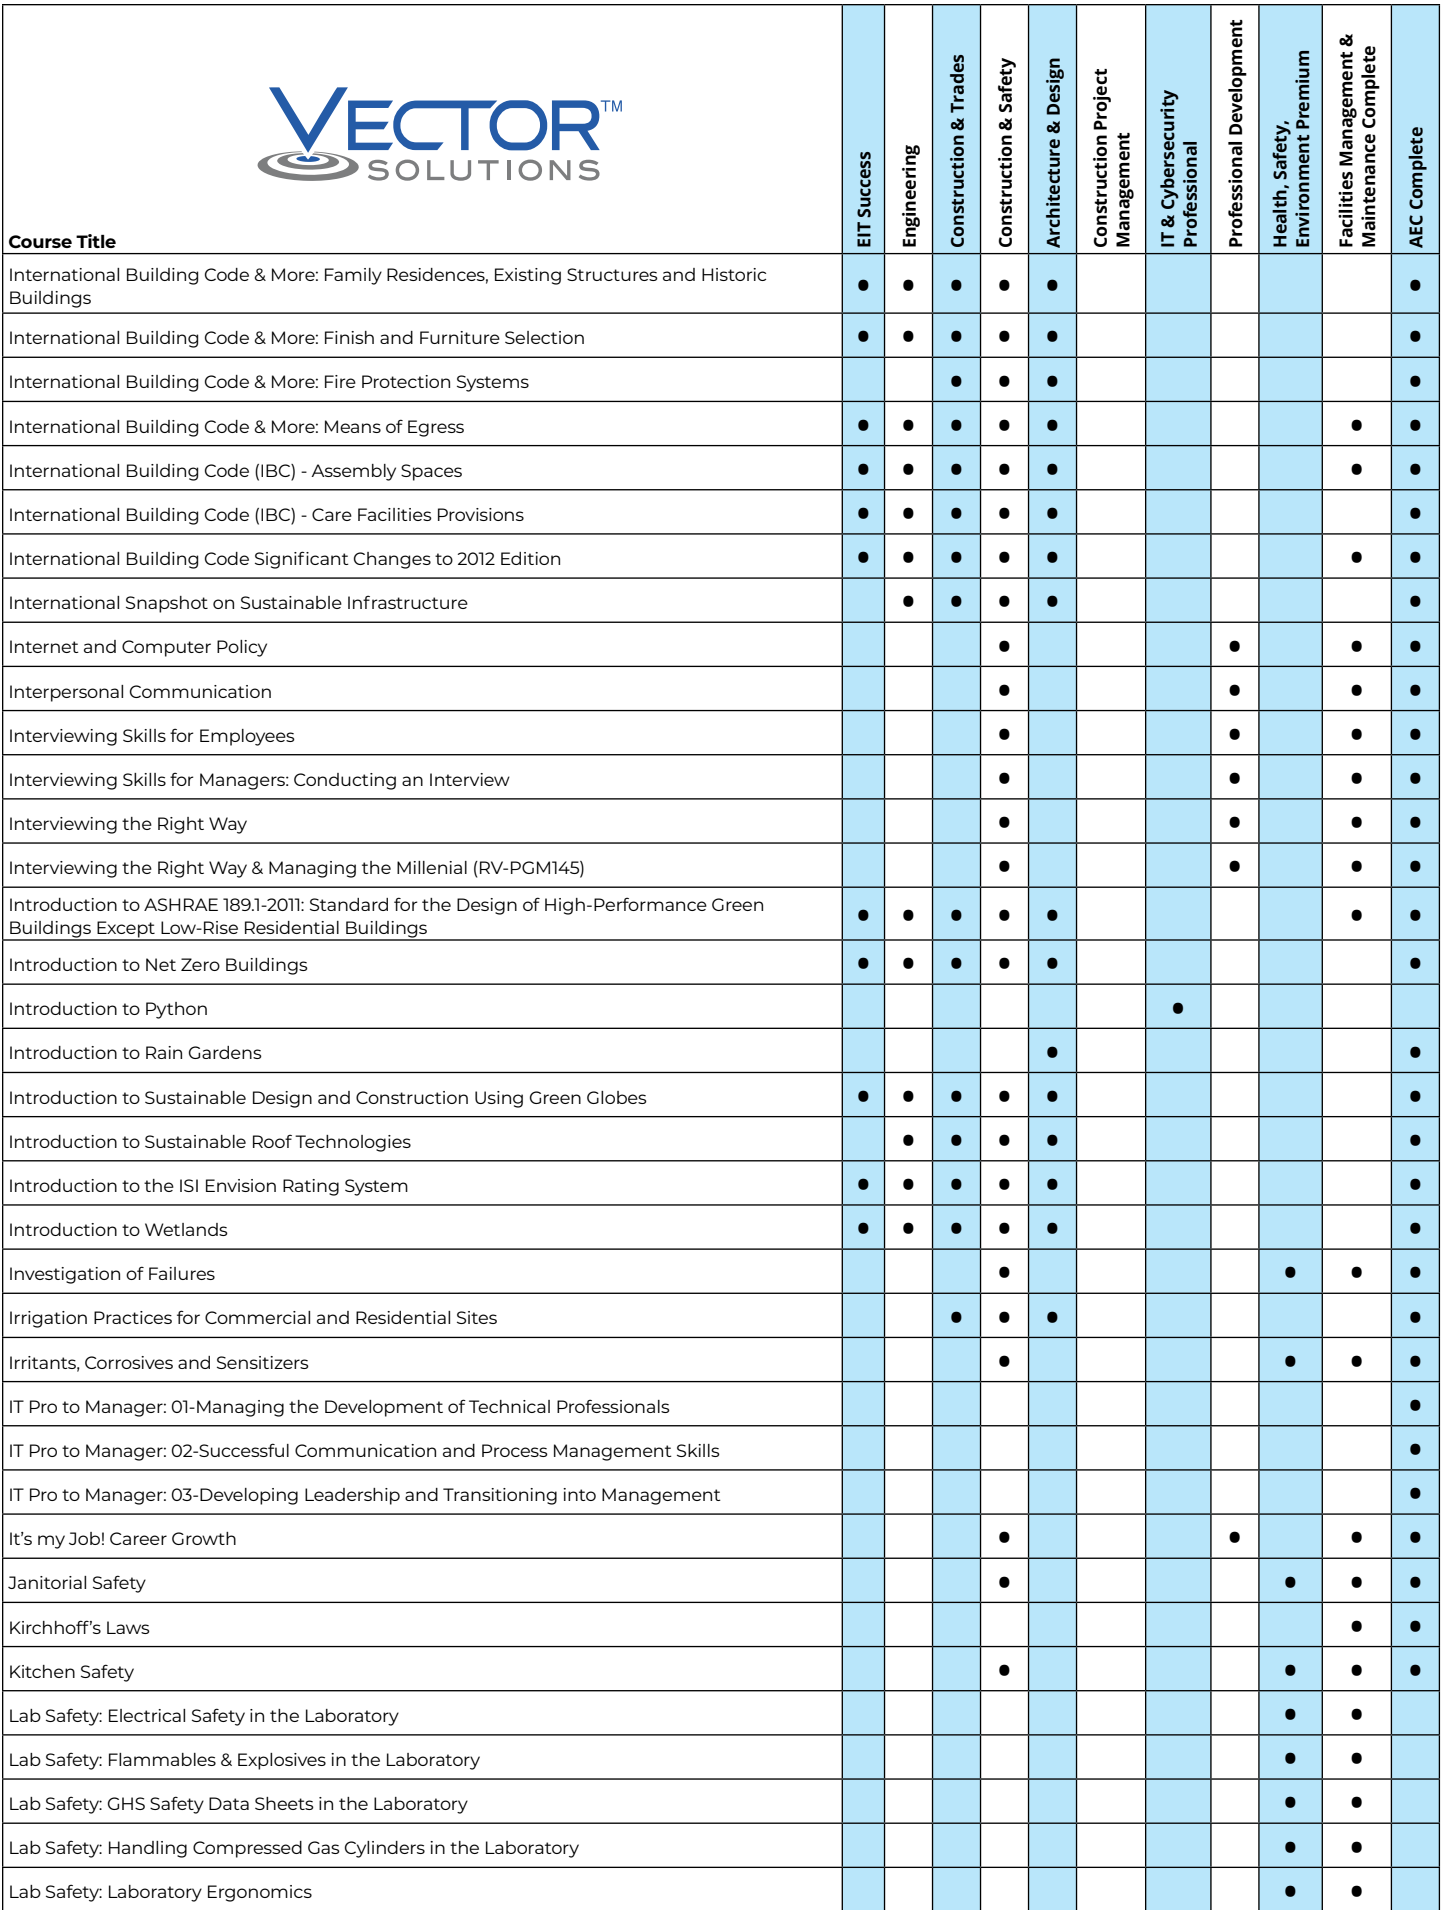 VECTOR™
SOLUTIONS
Course Title
EIT Success
Engineering
Construction & Trades
Construction & Safety
Architecture & Design
Construction Project
Management
IT & Cybersecurity
Professional
Professional Development
Health, Safety,
Environment Premium
Facilities Management &
Maintenance Complete
AEC Complete
International Building Code & More: Family Residences, Existing Structures and Historic
Buildings • • • • • •
International Building Code & More: Finish and Furniture Selection • • • • • •
International Building Code & More: Fire Protection Systems • • • •
International Building Code & More: Means of Egress • • • • • • •
International Building Code (IBC) - Assembly Spaces • • • • • • •
International Building Code (IBC) - Care Facilities Provisions • • • • • •
International Building Code Significant Changes to 2012 Edition • • • • • • •
International Snapshot on Sustainable Infrastructure • • • • •
Internet and Computer Policy • • • •
Interpersonal Communication • • • •
Interviewing Skills for Employees • • • •
Interviewing Skills for Managers: Conducting an Interview • • • •
Interviewing the Right Way • • • •
Interviewing the Right Way & Managing the Millenial (RV-PGM145) • • • •
Introduction to ASHRAE 189.1-2011: Standard for the Design of High-Performance Green
Buildings Except Low-Rise Residential Buildings • • • • • • •
Introduction to Net Zero Buildings • • • • • •
Introduction to Python •
Introduction to Rain Gardens • •
Introduction to Sustainable Design and Construction Using Green Globes • • • • • •
Introduction to Sustainable Roof Technologies • • • • •
Introduction to the ISI Envision Rating System • • • • • •
Introduction to Wetlands • • • • • •
Investigation of Failures • • • •
Irrigation Practices for Commercial and Residential Sites • • • •
Irritants, Corrosives and Sensitizers • • • •
IT Pro to Manager: 01-Managing the Development of Technical Professionals •
IT Pro to Manager: 02-Successful Communication and Process Management Skills •
IT Pro to Manager: 03-Developing Leadership and Transitioning into Management •
It's my Job! Career Growth • • • •
Janitorial Safety • • • •
Kirchhoff's Laws • •
Kitchen Safety • • • •
Lab Safety: Electrical Safety in the Laboratory • •
Lab Safety: Flammables & Explosives in the Laboratory • •
Lab Safety: GHS Safety Data Sheets in the Laboratory • •
Lab Safety: Handling Compressed Gas Cylinders in the Laboratory • •
Lab Safety: Laboratory Ergonomics • •